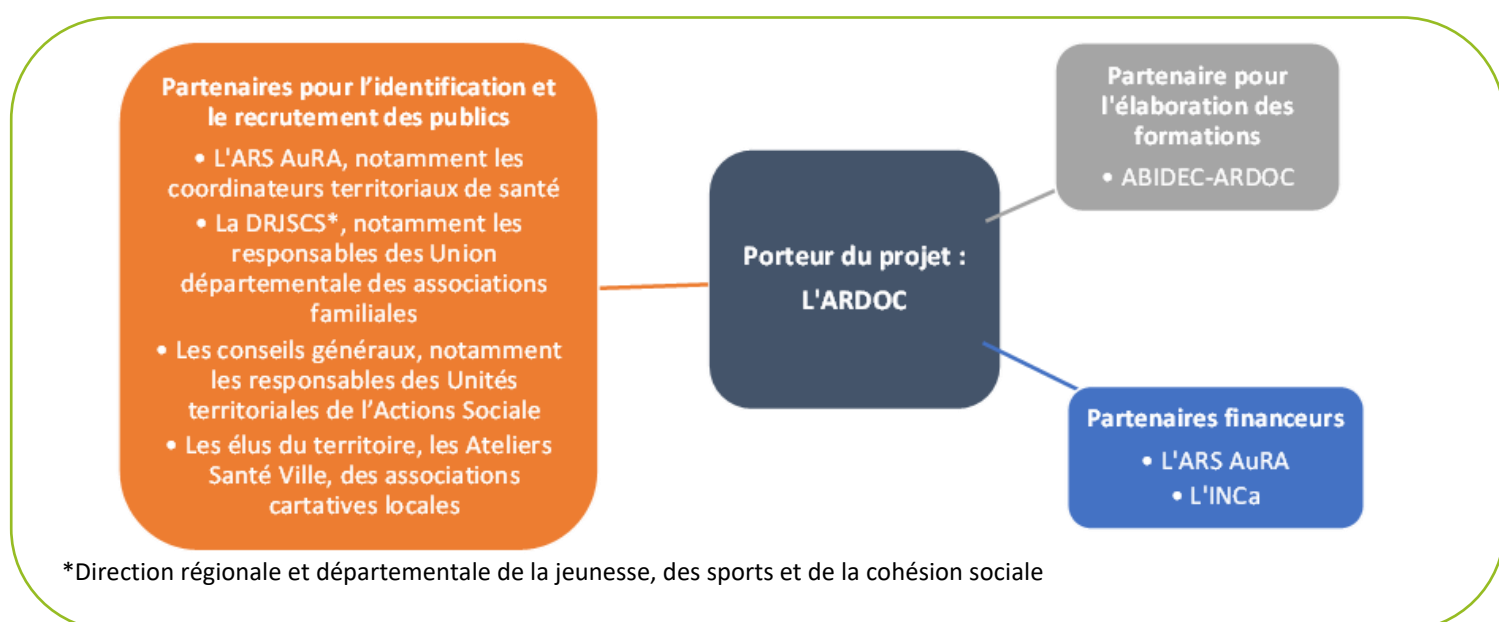 Partenaires pour l'identification et
le recrutement des publics
• L'ARS AuRA, notamment les
coordinateurs territoriaux de santé
• La DRJSCS*, notamment les
responsables des Union
départementale des associations
familiales
• Les conseils généraux, notamment
les responsables des Unités
territoriales de l'Actions Sociale
• Les élus du territoire, les Ateliers
Santé Ville, des associations
cartatives locales
Porteur du projet :
L'ARDOC
Partenaire pour
l'élaboration des
formations
• ABIDEC-ARDOC
Partenaires financeurs
• L'ARS AuRA
• L'INCa
*Direction régionale et départementale de la jeunesse, des sports et de la cohésion sociale